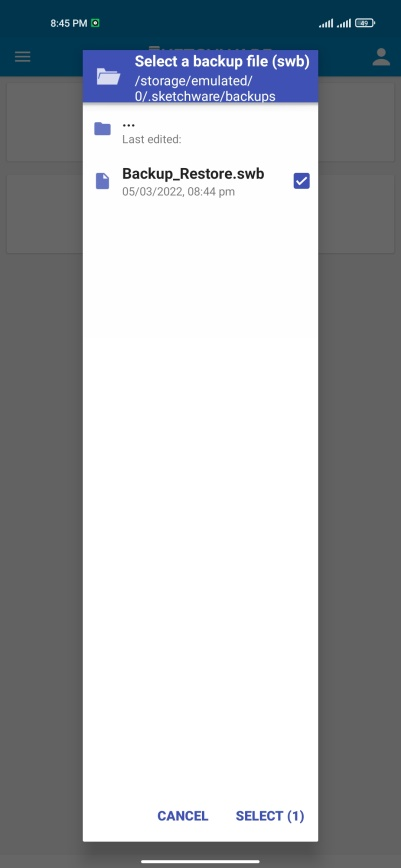 8:45 PM
49
Select a backup file (swb)
/storage/emulated/
0/.sketchware/backups
...
Last edited:
Backup_Restore.swb
05/03/2022, 08:44 pm
CANCEL SELECT (1)